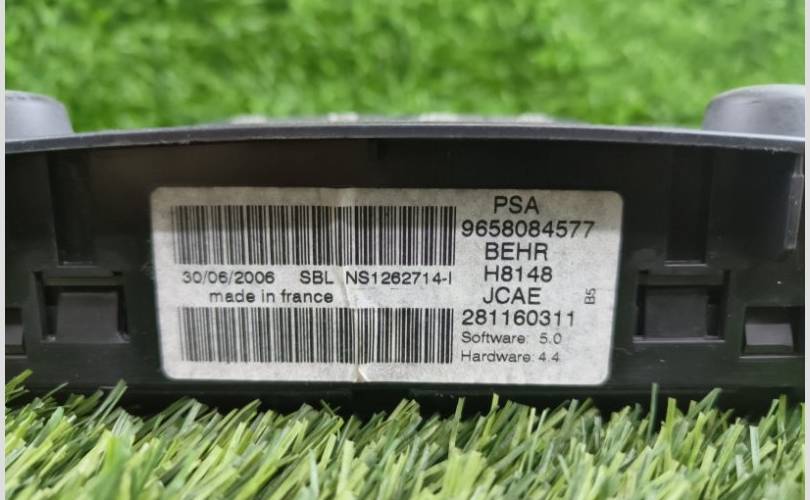 PSA
9658084577
BEHR
H8148
JCAE
281160311
Software: 5.0
Hardware: 4.4
B5
30/06/2006 SBL NS1262714-I
made in france